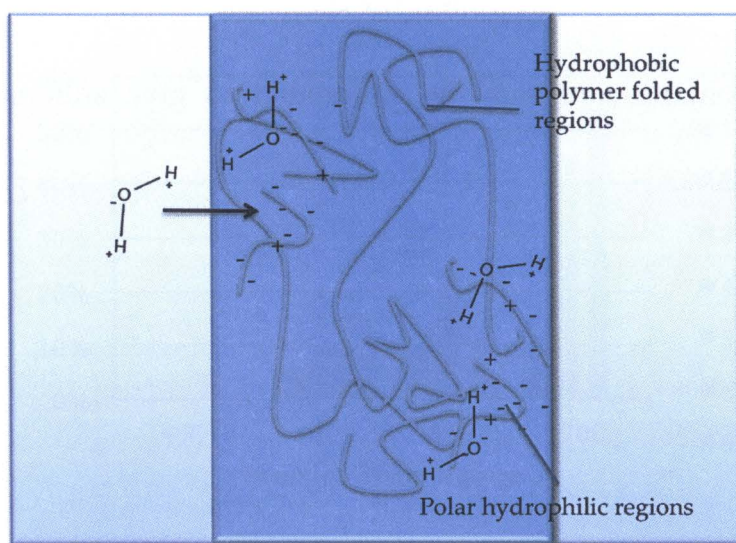 Hydrophobic
polymer folded
regions
H+
O
H+
- O
H+
H+
O
H+
H+
H+
O-
H+
Polar hydrophilic regions